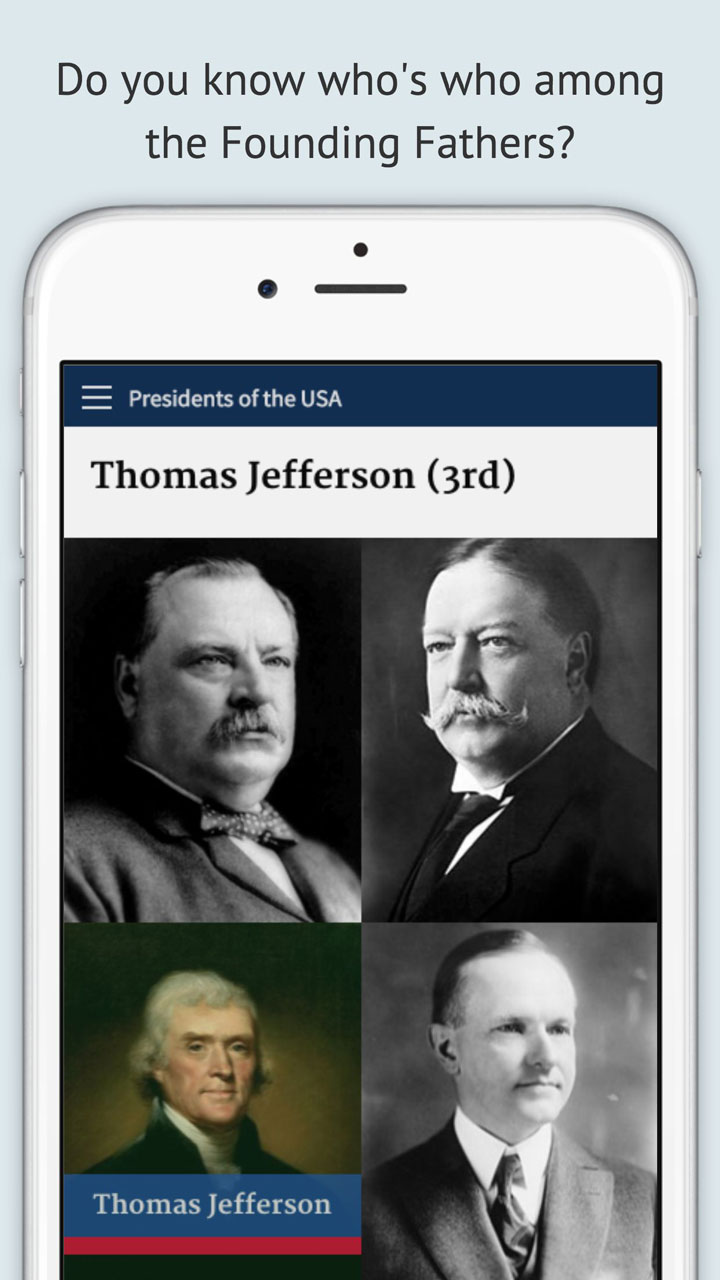 Do you know who's who among
the Founding Fathers?
Presidents of the USA
Thomas Jefferson (3rd)
Thomas Jefferson